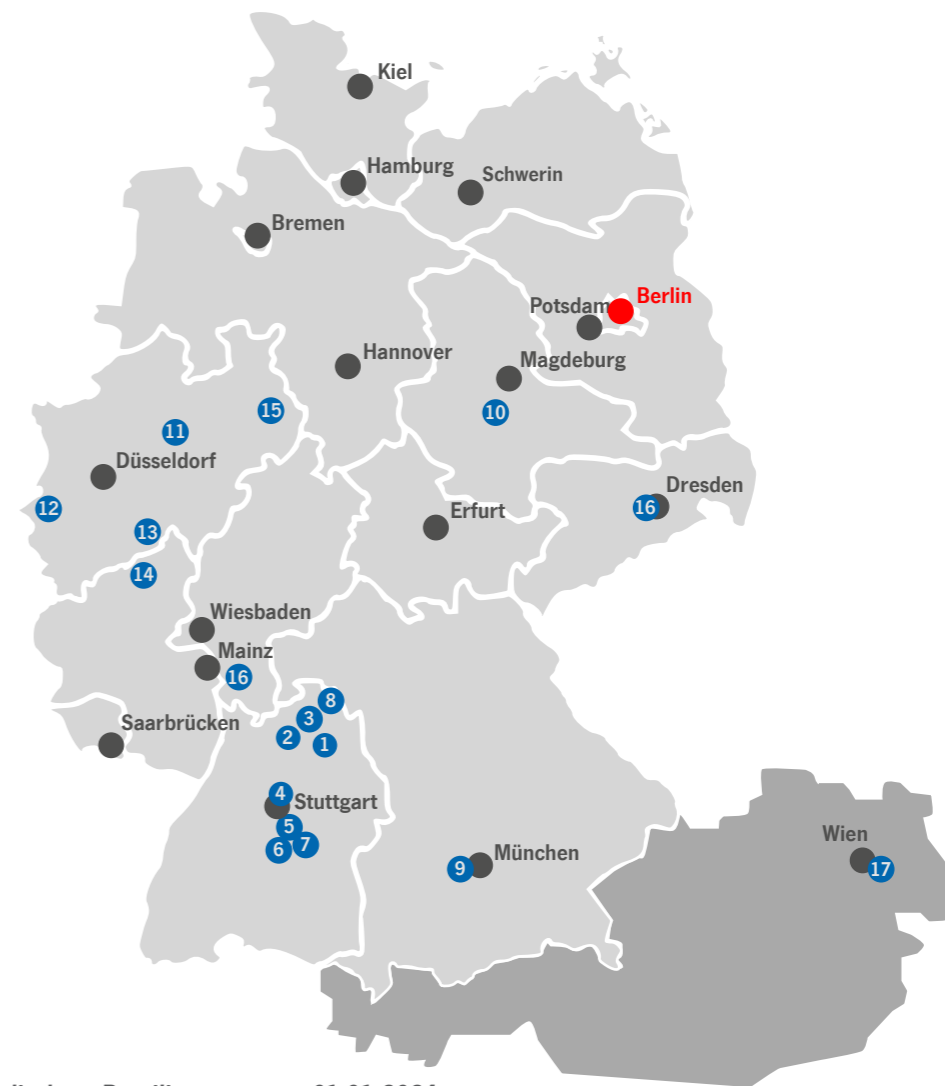 Kiel
Hamburg
Schwerin
Bremen
Berlin
Potsdam
Hannover
Magdeburg
15
10
11
Düsseldorf
Dresden
12
16
Erfurt
13
14
Wiesbaden
Mainz
16
8
3
Saarbrücken
2
1
4
Stuttgart
5
Wien
7
6
München
9
17